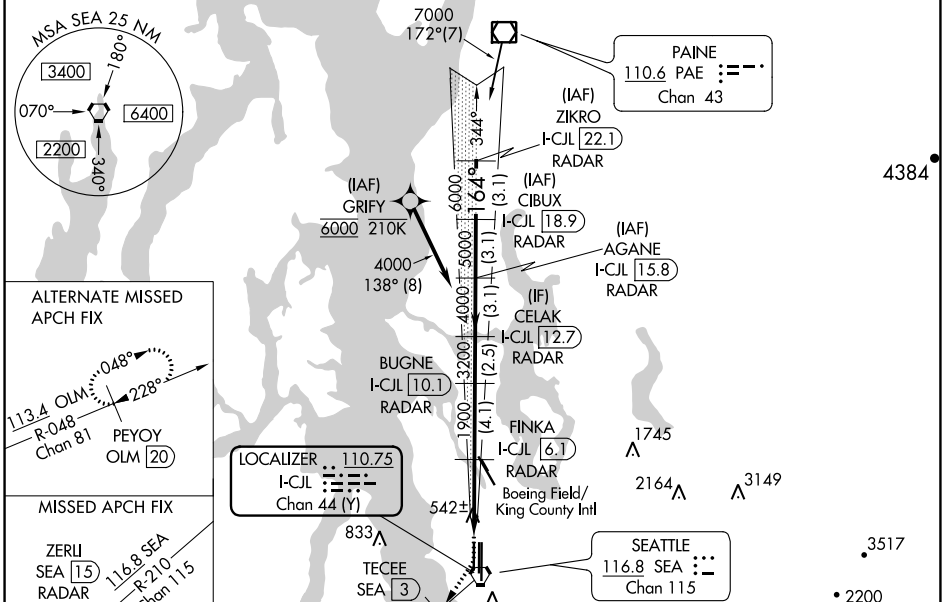 MSA SEA 25 NM
180°
3400
070°
6400
2200
340°
7000
172°(7)
PAINE
110.6 PAE
Chan 43
344°
(IAF)
ZIKRO
I-CJL 22.1
RADAR
4384
164°
6000
(3.1)
(IAF)
CIBUX
I-CJL 18.9
RADAR
(IAF)
GRIFY
6000 210K
4000
138° (8)
5000
(3.1)
(IAF)
AGANE
I-CJL 15.8
RADAR
4000
(3.1)
(IF)
CELAK
I-CJL 12.7
RADAR
3200
(2.5)
BUGNE
I-CJL 10.1
RADAR
1900
(4.1)
FINKA
I-CJL 6.1
RADAR
Boeing Field/
King County Intl
1745
2164
3149
ALTERNATE MISSED
APCH FIX
048°
228°
113.4 OLM
R-048
Chan 81
PEYOY
OLM 20
LOCALIZER 110.75
I-CJL
Chan 44 (Y)
542±
833
MISSED APCH FIX
ZERLI
SEA 15
RADAR
116.8 SEA
R-210
Chan 115
TECEE
SEA 3
SEATTLE
116.8 SEA
Chan 115
3517
2200